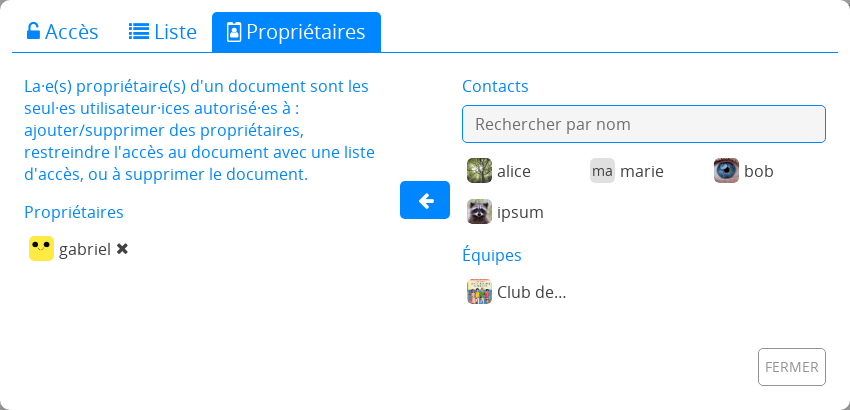 Accès
Liste
Propriétaires
La·e(s) propriétaire(s) d'un document sont les
seul·es utilisateur·ices autorisé·es à :
ajouter/supprimer des propriétaires,
restreindre l'accès au document avec une liste
d'accès, ou à supprimer le document.
Propriétaires
gabriel
Contacts
Rechercher par nom
alice
ma marie
bob
ipsum
Équipes
Club de...
FERMER